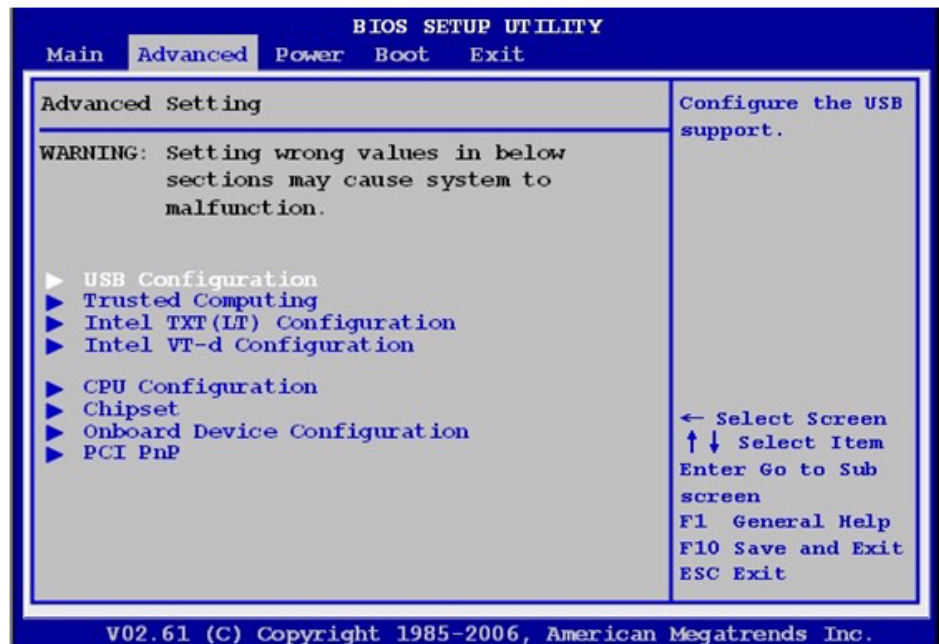 BIOS SETUP UTILITY
Main Advanced Power Boot Exit
Advanced Setting
WARNING: Setting wrong values in below
sections may cause system to
malfunction.
▶ USB Configuration
▶ Trusted Computing
▶ Intel TXT(LT) Configuration
▶ Intel VT-d Configuration
▶ CPU Configuration
▶ Chipset
▶ Onboard Device Configuration
▶ PCI PnP
Configure the USB
support.
← Select Screen
↑↓ Select Item
Enter Go to Sub
screen
F1 General Help
F10 Save and Exit
ESC Exit
V02.61 (C) Copyright 1985-2006, American Megatrends Inc.